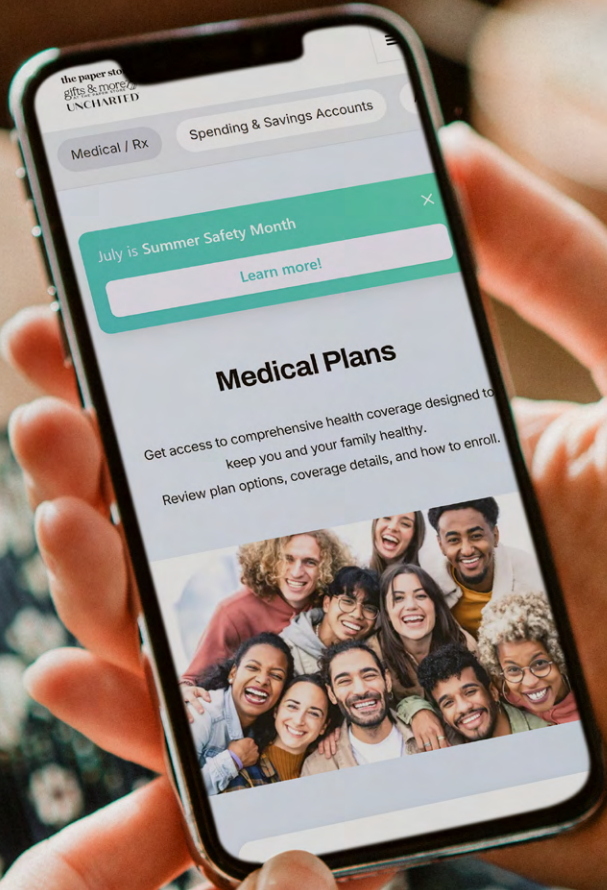 the paper sto
gifts & more
UNCHARTED
Medical / Rx
Spending & Savings Accounts
July is Summer Safety Month
Learn more!
Medical Plans
Get access to comprehensive health coverage designed to
keep you and your family healthy.
Review plan options, coverage details, and how to enroll.